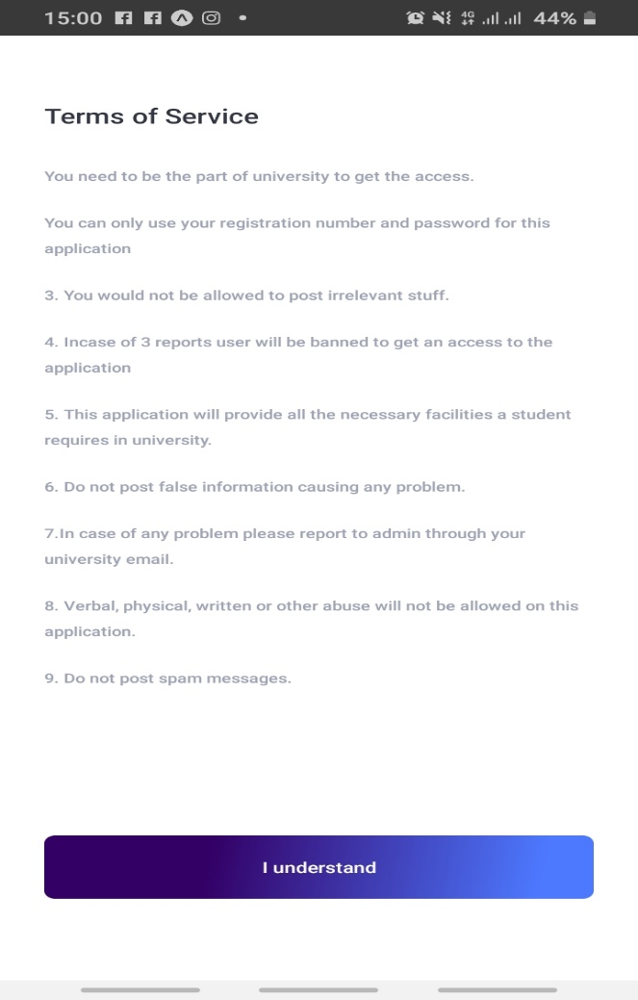 15:00
4G
44%
Terms of Service
You need to be the part of university to get the access.
You can only use your registration number and password for this
application
3. You would not be allowed to post irrelevant stuff.
4. Incase of 3 reports user will be banned to get an access to the
application
5. This application will provide all the necessary facilities a student
requires in university.
6. Do not post false information causing any problem.
7.In case of any problem please report to admin through your
university email.
8. Verbal, physical, written or other abuse will not be allowed on this
application.
9. Do not post spam messages.
I understand